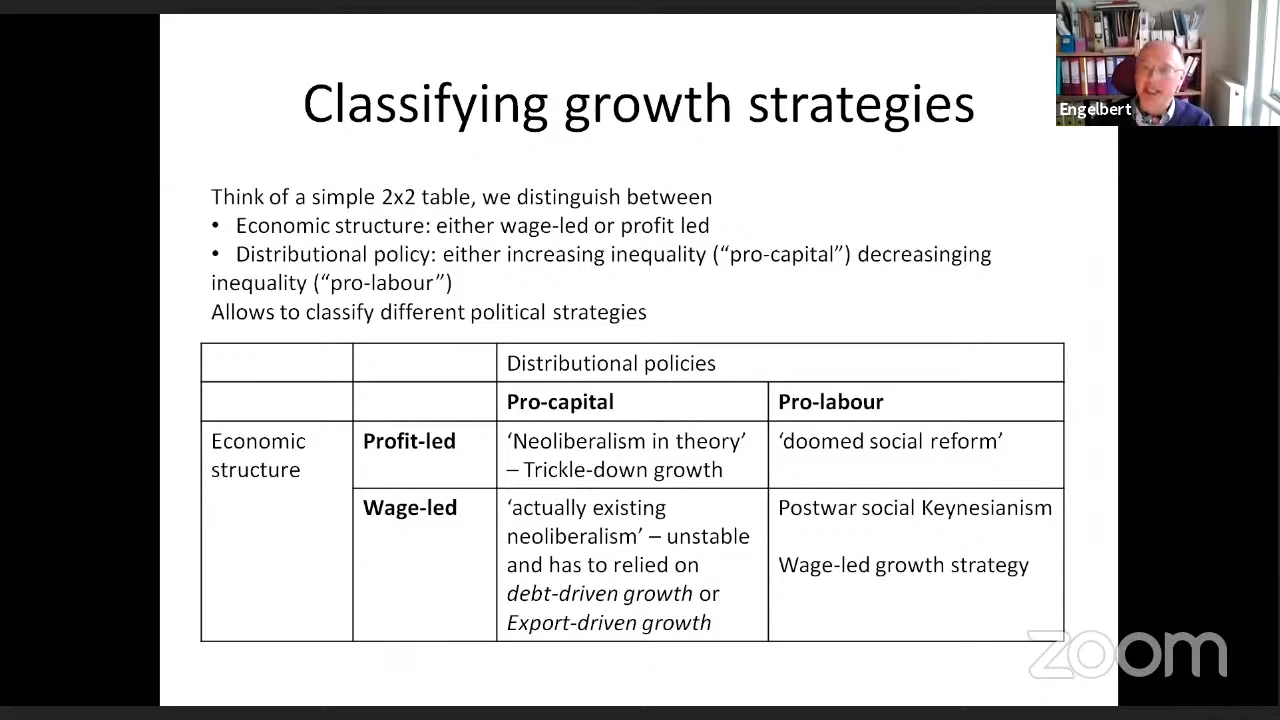 Classifying growth strategies
Engelbert
Think of a simple 2x2 table, we distinguish between
• Economic structure: either wage-led or profit led
• Distributional policy: either increasing inequality (“pro-capital”) decreasinging
inequality (“pro-labour”)
Allows to classify different political strategies
Distributional policies
Pro-capital
Pro-labour
Economic
structure
Profit-led
‘Neoliberalism in theory’
– Trickle-down growth
‘doomed social reform’
Wage-led
‘actually existing
neoliberalism’ – unstable
and has to relied on
debt-driven growth or
Export-driven growth
Postwar social Keynesianism
Wage-led growth strategy
zoom